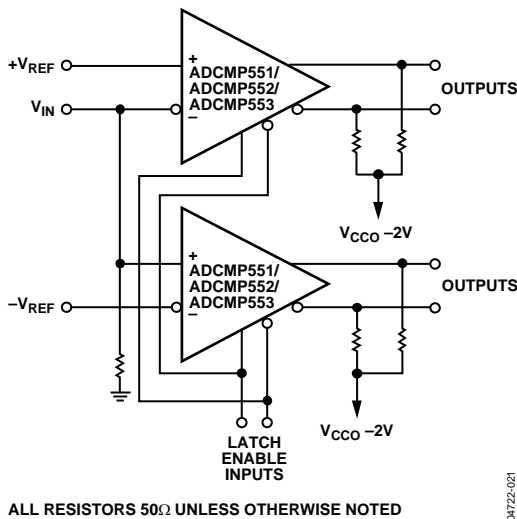 +VREF
+
ADCMP551/
ADCMP552/
ADCMP553
–
VIN
OUTPUTS
VCCO –2V
+
ADCMP551/
ADCMP552/
ADCMP553
–
–VREF
OUTPUTS
VCCO –2V
LATCH
ENABLE
INPUTS
ALL RESISTORS 50Ω UNLESS OTHERWISE NOTED
04722-021